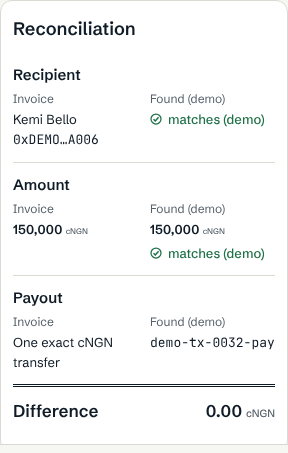 Reconciliation
Recipient
Invoice Found (demo)
Kemi Bello matches (demo)
0xDEMO…A006
Amount
Invoice Found (demo)
150,000 cNGN 150,000 cNGN
matches (demo)
Payout
Invoice Found (demo)
One exact cNGN demo-tx-0032-pay
transfer
Difference 0.00 cNGN